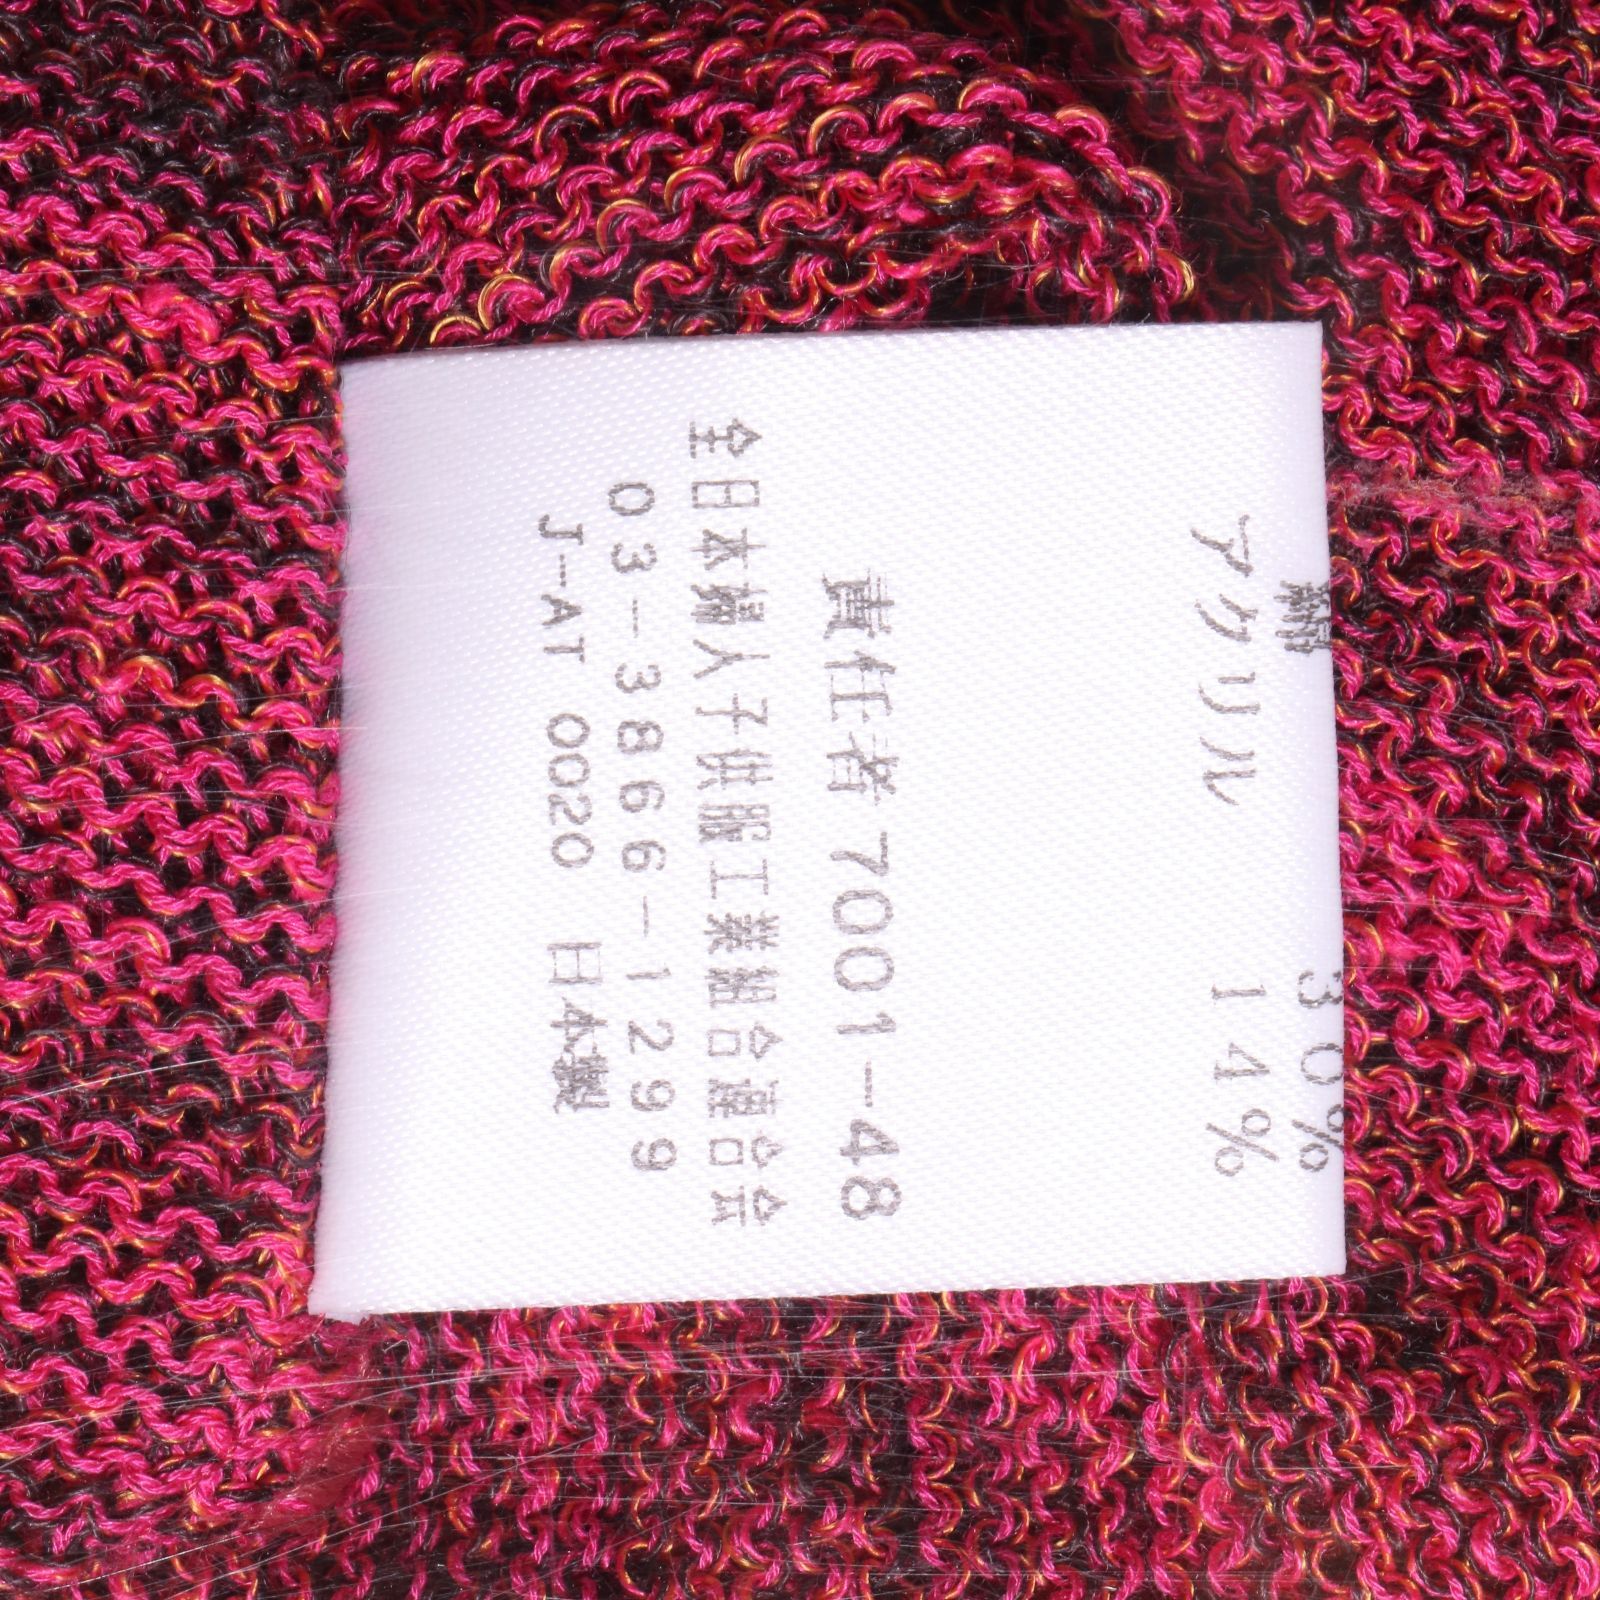 絹 30%
アクリル 14%
責任者 7001-48
全日本婦人子供服工業組合連合会
03-3866-1299
J-AT 0020 日本製